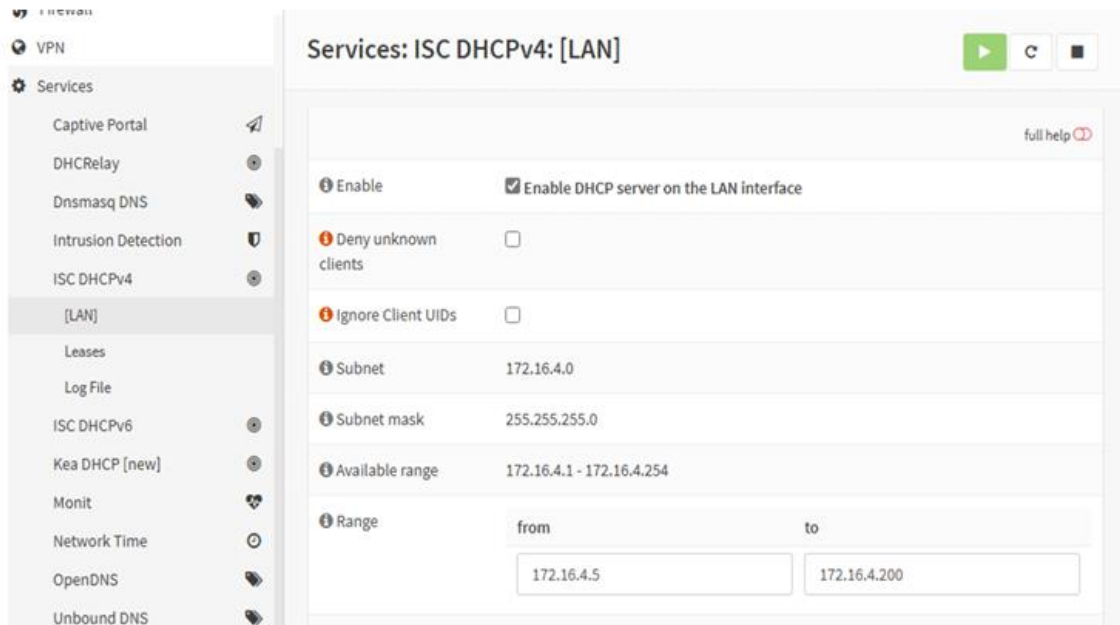 Firewall
VPN
Services
Captive Portal
DHCRelay
Dnsmasq DNS
Intrusion Detection
ISC DHCPv4
[LAN]
Leases
Log File
ISC DHCPv6
Kea DHCP [new]
Monit
Network Time
OpenDNS
Unbound DNS
Services: ISC DHCPv4: [LAN]
full help
Enable
Enable DHCP server on the LAN interface
Deny unknown
clients
Ignore Client UIDs
Subnet
172.16.4.0
Subnet mask
255.255.255.0
Available range
172.16.4.1 - 172.16.4.254
Range
from
to
172.16.4.5
172.16.4.200